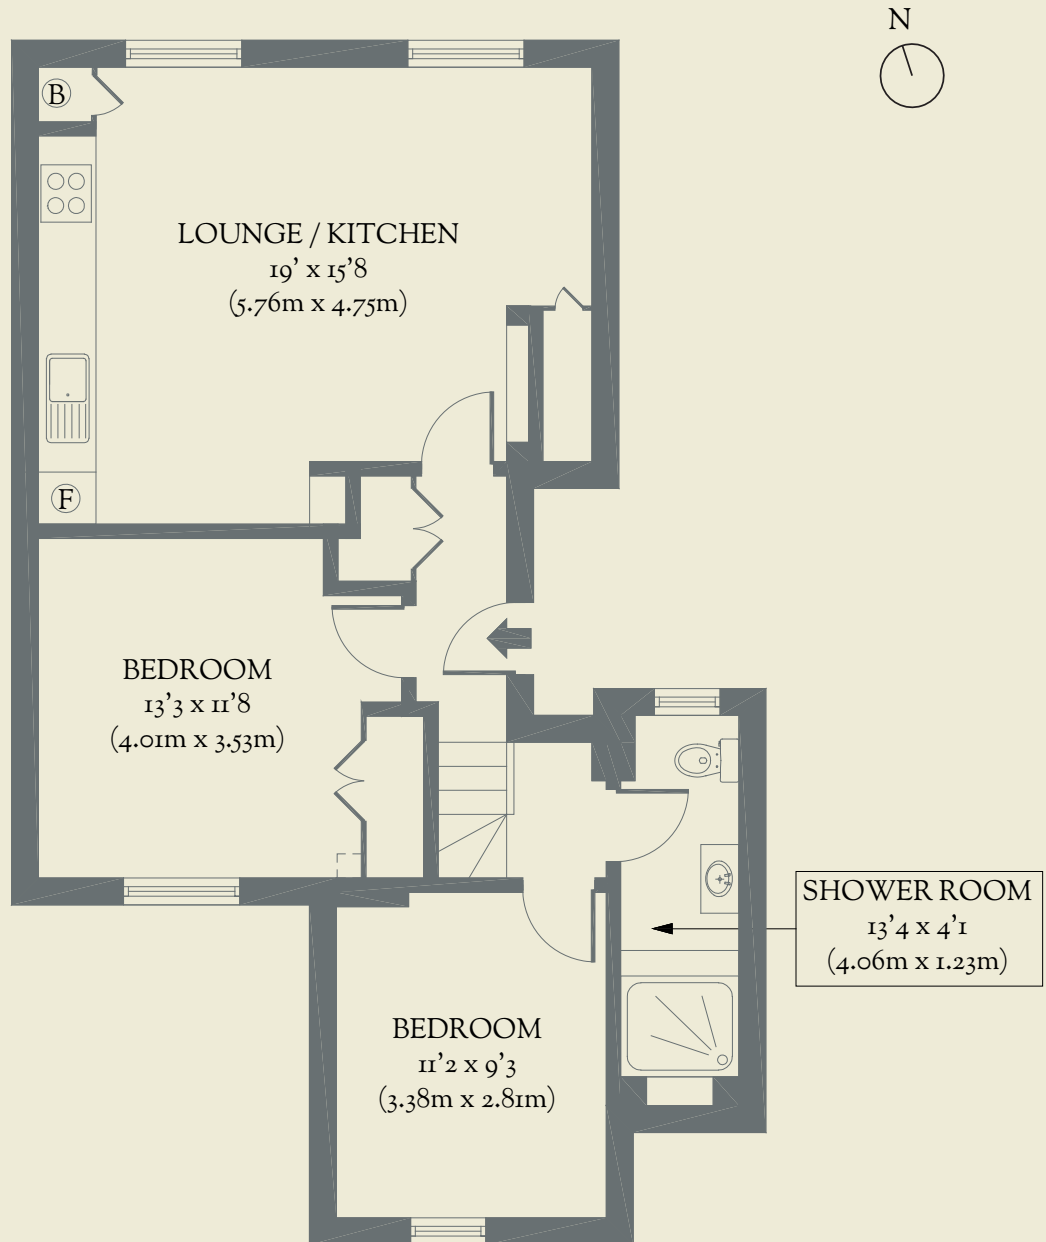 N
B
LOUNGE / KITCHEN
19' x 15'8
(5.76m x 4.75m)
F
BEDROOM
13'3 x 11'8
(4.01m x 3.53m)
SHOWER ROOM
13'4 x 4'1
(4.06m x 1.23m)
BEDROOM
11'2 x 9'3
(3.38m x 2.81m)